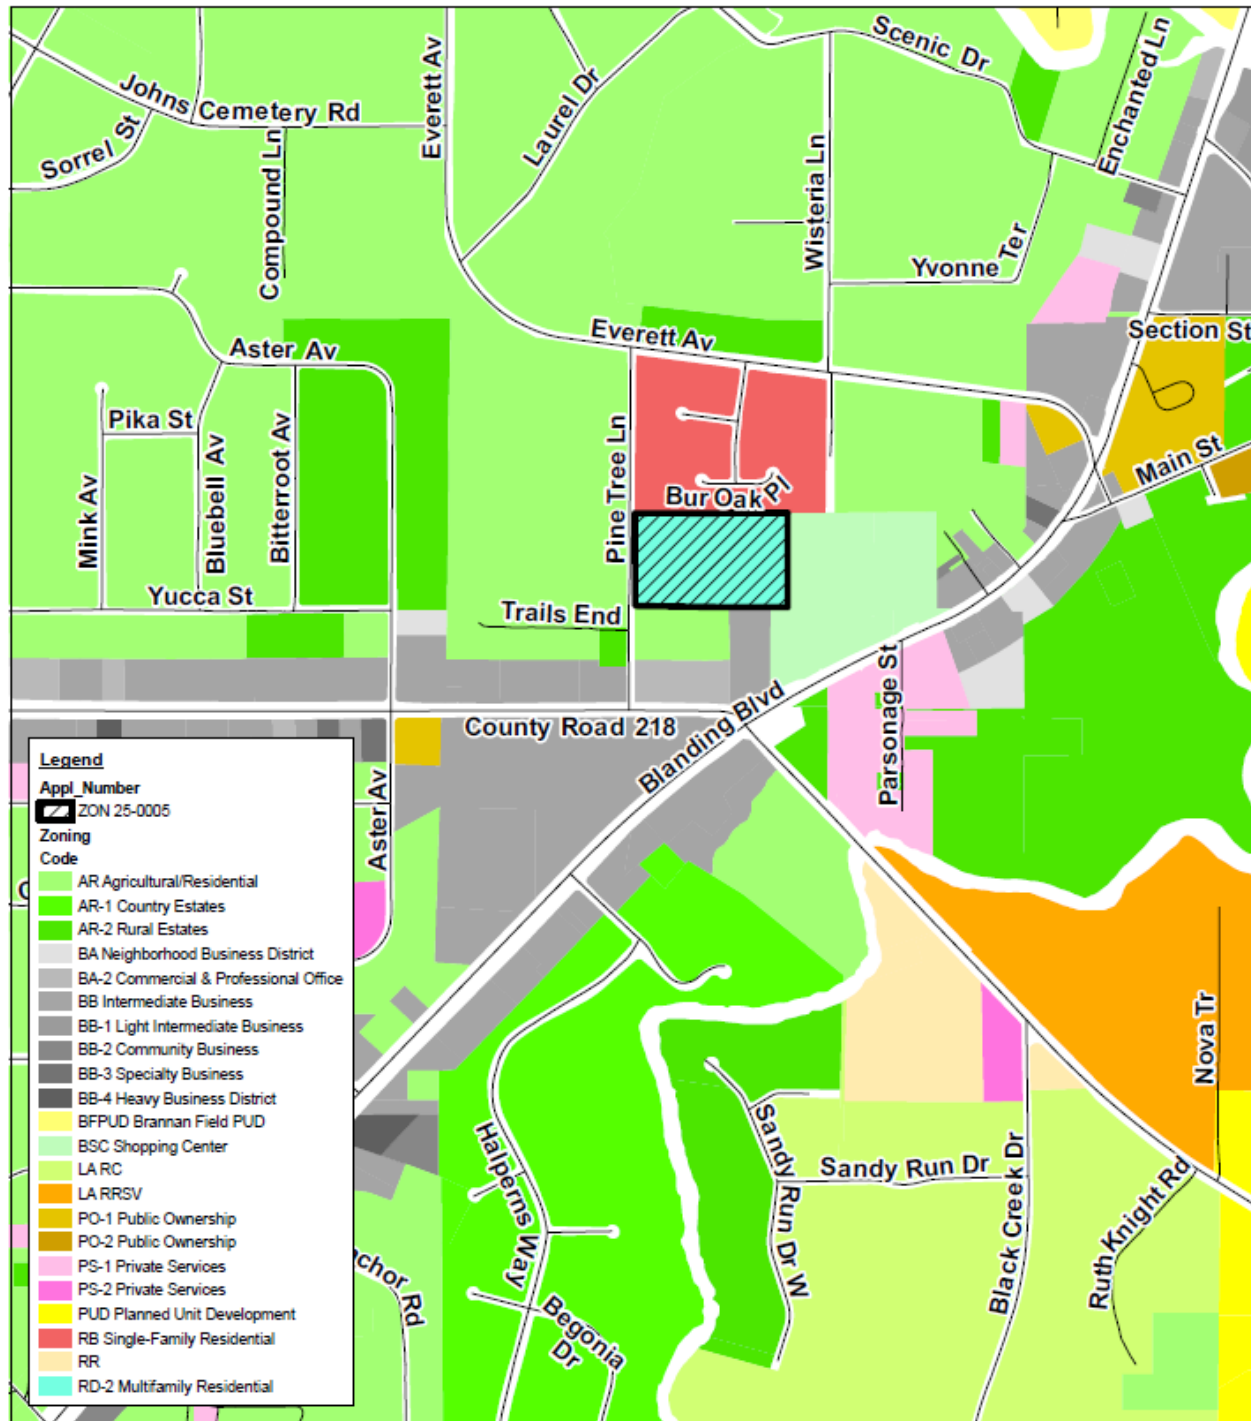 Scenic Dr
Enchanted Ln
Everett Av
Laurel Dr
Johns Cemetery Rd
Sorrel St
Compound Ln
Wisteria Ln
Yvonne Ter
Section St
Everett Av
Aster Av
Pika St
Mink Av
Bluebell Av
Bitterroot Av
Pine Tree Ln
Bur Oak Pl
Main St
Yucca St
Trails End
Parsonage St
County Road 218
Blanding Blvd
Aster Av
Nova Tr
Halperns Way
Sandy Run Dr W
Sandy Run Dr
Black Creek Dr
Ruth Knight Rd
Begonia Dr
chor Rd
Legend
Appl_Number
ZON 25-0005
Zoning
Code
AR Agricultural/Residential
AR-1 Country Estates
AR-2 Rural Estates
BA Neighborhood Business District
BA-2 Commercial & Professional Office
BB Intermediate Business
BB-1 Light Intermediate Business
BB-2 Community Business
BB-3 Specialty Business
BB-4 Heavy Business District
BFPUD Brannan Field PUD
BSC Shopping Center
LA RC
LA RRSV
PO-1 Public Ownership
PO-2 Public Ownership
PS-1 Private Services
PS-2 Private Services
PUD Planned Unit Development
RB Single-Family Residential
RR
RD-2 Multifamily Residential